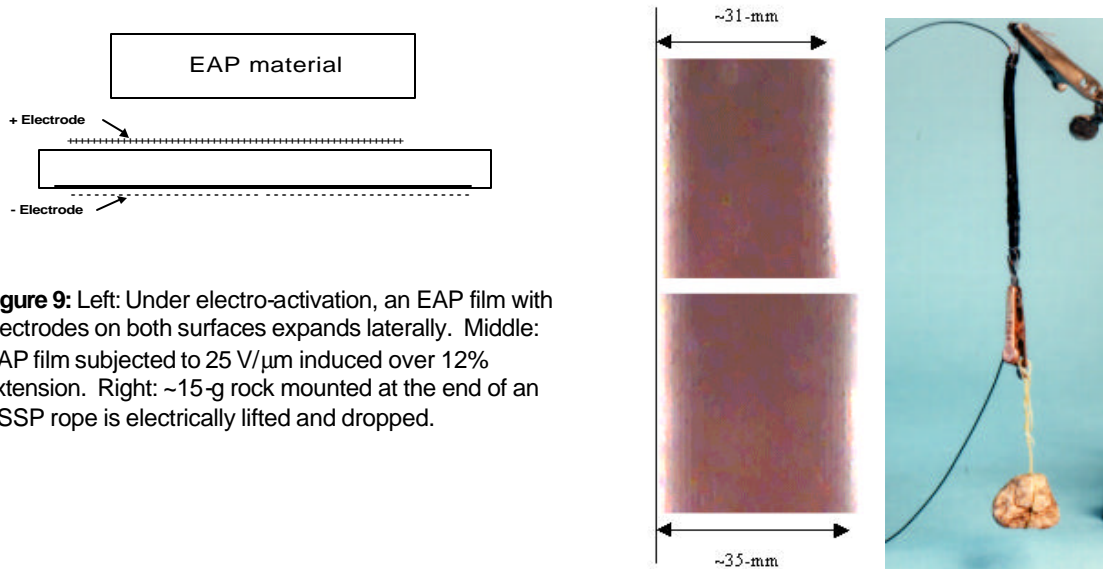 EAP material
+ Electrode
- Electrode
gure 9: Left: Under electro-activation, an EAP film with
ectrodes on both surfaces expands laterally. Middle:
AP film subjected to 25 V/μm induced over 12%
xtension. Right: ~15-g rock mounted at the end of an
SSP rope is electrically lifted and dropped.
~31-mm
~35-mm